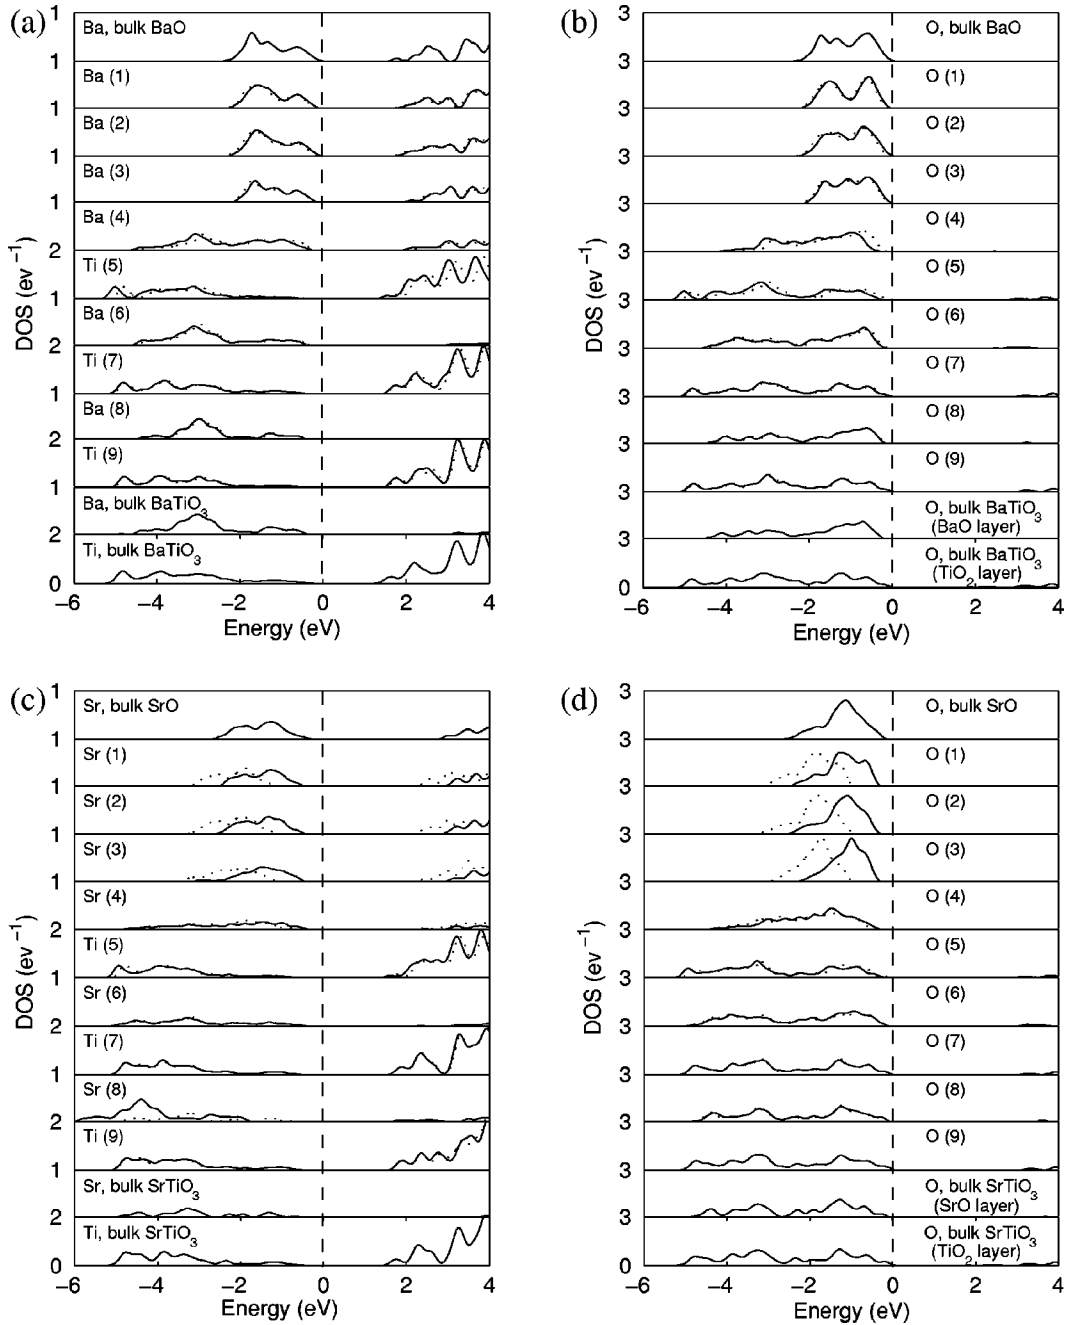 (a)
1
Ba, bulk BaO
1
Ba (1)
1
Ba (2)
1
Ba (3)
1
Ba (4)
2
Ti (5)
1
Ba (6)
2
Ti (7)
1
Ba (8)
2
Ti (9)
1
Ba, bulk BaTiO3
2
Ti, bulk BaTiO3
0
DOS (ev −1)
−6 −4 −2 0 2 4
Energy (eV)
(b)
3
O, bulk BaO
3
O (1)
3
O (2)
3
O (3)
3
O (4)
3
O (5)
3
O (6)
3
O (7)
3
O (8)
3
O (9)
3
O, bulk BaTiO3
(BaO layer)
3
O, bulk BaTiO3
(TiO2 layer)
0
DOS (ev −1)
−6 −4 −2 0 2 4
Energy (eV)
(c)
1
Sr, bulk SrO
1
Sr (1)
1
Sr (2)
1
Sr (3)
1
Sr (4)
2
Ti (5)
1
Sr (6)
2
Ti (7)
1
Sr (8)
2
Ti (9)
1
Sr, bulk SrTiO3
2
Ti, bulk SrTiO3
0
DOS (ev −1)
−6 −4 −2 0 2 4
Energy (eV)
(d)
3
O, bulk SrO
3
O (1)
3
O (2)
3
O (3)
3
O (4)
3
O (5)
3
O (6)
3
O (7)
3
O (8)
3
O (9)
3
O, bulk SrTiO3
(SrO layer)
3
O, bulk SrTiO3
(TiO2 layer)
0
DOS (ev −1)
−6 −4 −2 0 2 4
Energy (eV)